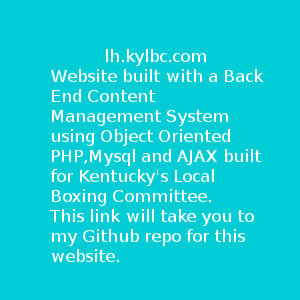 lh.kylbc.com
Website built with a Back
End Content
Management System
using Object Oriented
PHP,Mysql and AJAX built
for Kentucky's Local
Boxing Committee.
This link will take you to
my Github repo for this
website.